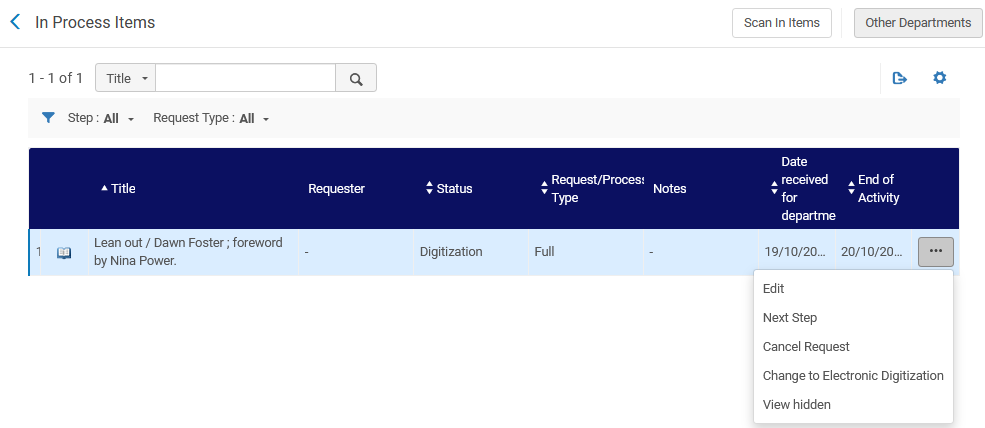 In Process Items
Scan In Items
Other Departments
1 - 1 of 1
Title
Step : All
Request Type : All
Title
Requester
Status
Request/Process
Type
Notes
Date
received
for
departme
End of
Activity
1
Lean out / Dawn Foster ; foreword
by Nina Power.
-
Digitization
Full
-
19/10/20...
20/10/20...
Edit
Next Step
Cancel Request
Change to Electronic Digitization
View hidden